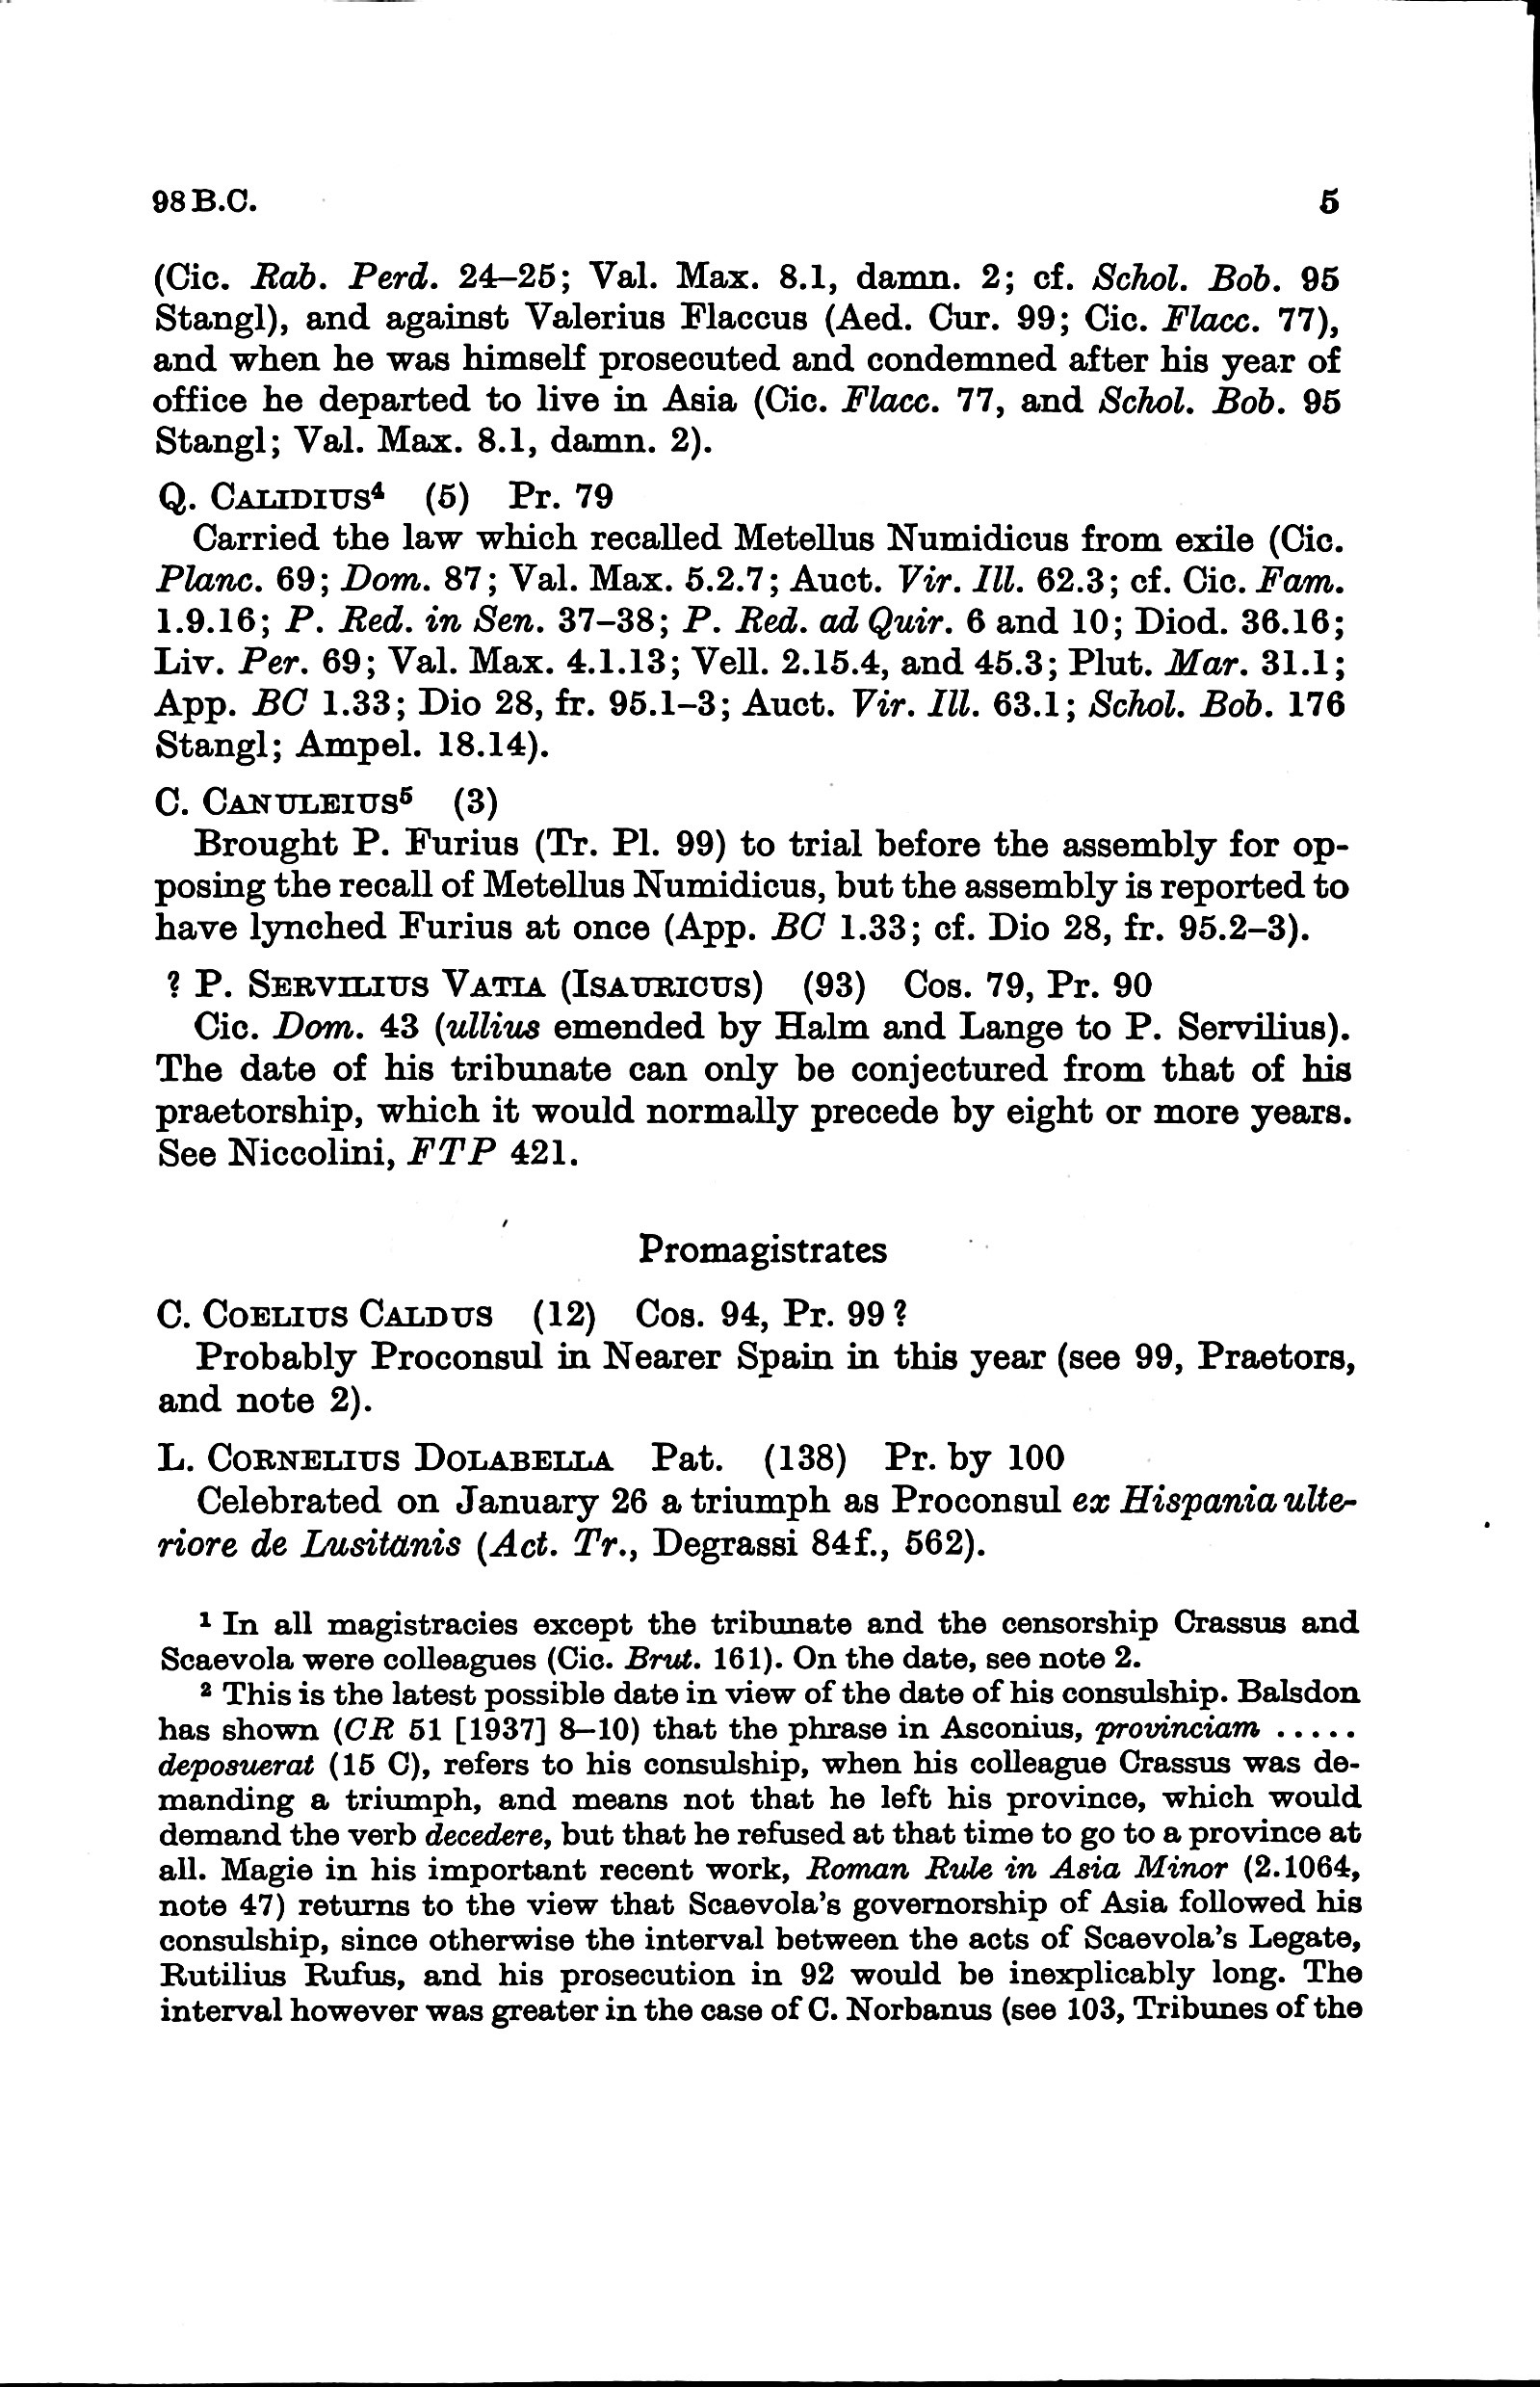 98 B.C. 5
(Cic. Rab. Perd. 24–25; Val. Max. 8.1, damn. 2; cf. Schol. Bob. 95
Stangl), and against Valerius Flaccus (Aed. Cur. 99; Cic. Flacc. 77),
and when he was himself prosecuted and condemned after his year of
office he departed to live in Asia (Cic. Flacc. 77, and Schol. Bob. 95
Stangl; Val. Max. 8.1, damn. 2).
Q. CALIDIUS⁴ (5) Pr. 79
Carried the law which recalled Metellus Numidicus from exile (Cic.
Planc. 69; Dom. 87; Val. Max. 5.2.7; Auct. Vir. Ill. 62.3; cf. Cic. Fam.
1.9.16; P. Red. in Sen. 37–38; P. Red. ad Quir. 6 and 10; Diod. 36.16;
Liv. Per. 69; Val. Max. 4.1.13; Vell. 2.15.4, and 45.3; Plut. Mar. 31.1;
App. BC 1.33; Dio 28, fr. 95.1–3; Auct. Vir. Ill. 63.1; Schol. Bob. 176
Stangl; Ampel. 18.14).
C. CANULEIUS⁵ (3)
Brought P. Furius (Tr. Pl. 99) to trial before the assembly for op-
posing the recall of Metellus Numidicus, but the assembly is reported to
have lynched Furius at once (App. BC 1.33; cf. Dio 28, fr. 95.2–3).
? P. SERVILIUS VATIA (ISAURICUS) (93) Cos. 79, Pr. 90
Cic. Dom. 43 (ullius emended by Halm and Lange to P. Servilius).
The date of his tribunate can only be conjectured from that of his
praetorship, which it would normally precede by eight or more years.
See Niccolini, FTP 421.
Promagistrates
C. COELIUS CALDUS (12) Cos. 94, Pr. 99 ?
Probably Proconsul in Nearer Spain in this year (see 99, Praetors,
and note 2).
L. CORNELIUS DOLABELLA Pat. (138) Pr. by 100
Celebrated on January 26 a triumph as Proconsul ex Hispania ulte-
riore de Lusitanis (Act. Tr., Degrassi 84f., 562).
¹ In all magistracies except the tribunate and the censorship Crassus and
Scaevola were colleagues (Cic. Brut. 161). On the date, see note 2.
² This is the latest possible date in view of the date of his consulship. Balsdon
has shown (CR 51 [1937] 8–10) that the phrase in Asconius, provinciam .....
deposuerat (15 C), refers to his consulship, when his colleague Crassus was de-
manding a triumph, and means not that he left his province, which would
demand the verb decedere, but that he refused at that time to go to a province at
all. Magie in his important recent work, Roman Rule in Asia Minor (2.1064,
note 47) returns to the view that Scaevola's governorship of Asia followed his
consulship, since otherwise the interval between the acts of Scaevola's Legate,
Rutilius Rufus, and his prosecution in 92 would be inexplicably long. The
interval however was greater in the case of C. Norbanus (see 103, Tribunes of the